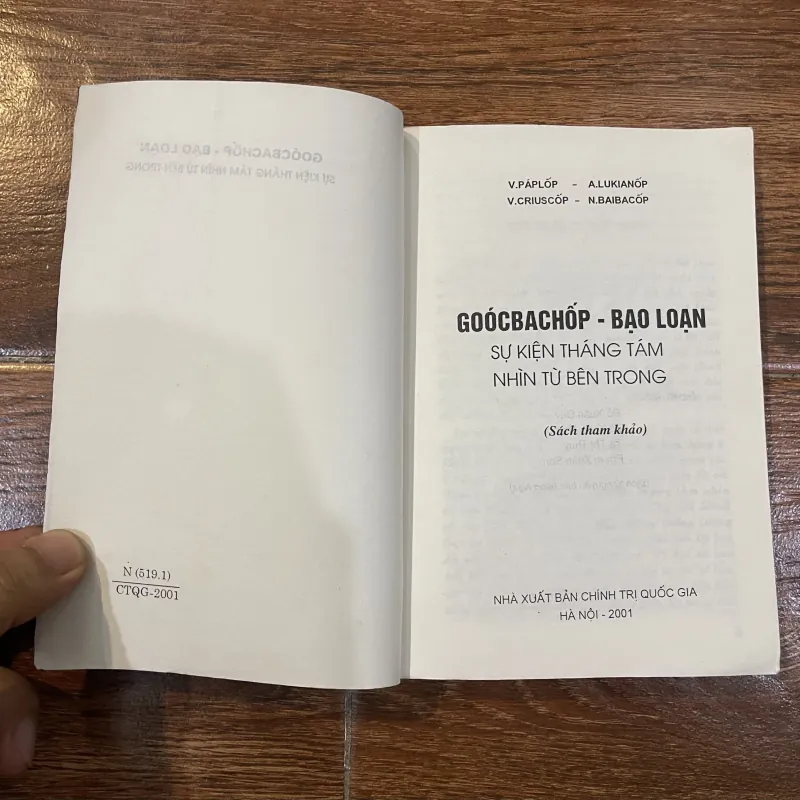 N (519.1)
CTQG-2001
V.PÁPLỐP - A.LUKIANỐP
V.CRIUSCỐP - N.BAIBACỐP
GOÓCBACHỐP - BẠO LOẠN
SỰ KIỆN THÁNG TÁM
NHÌN TỪ BÊN TRONG
(Sách tham khảo)
NHÀ XUẤT BẢN CHÍNH TRỊ QUỐC GIA
HÀ NỘI - 2001